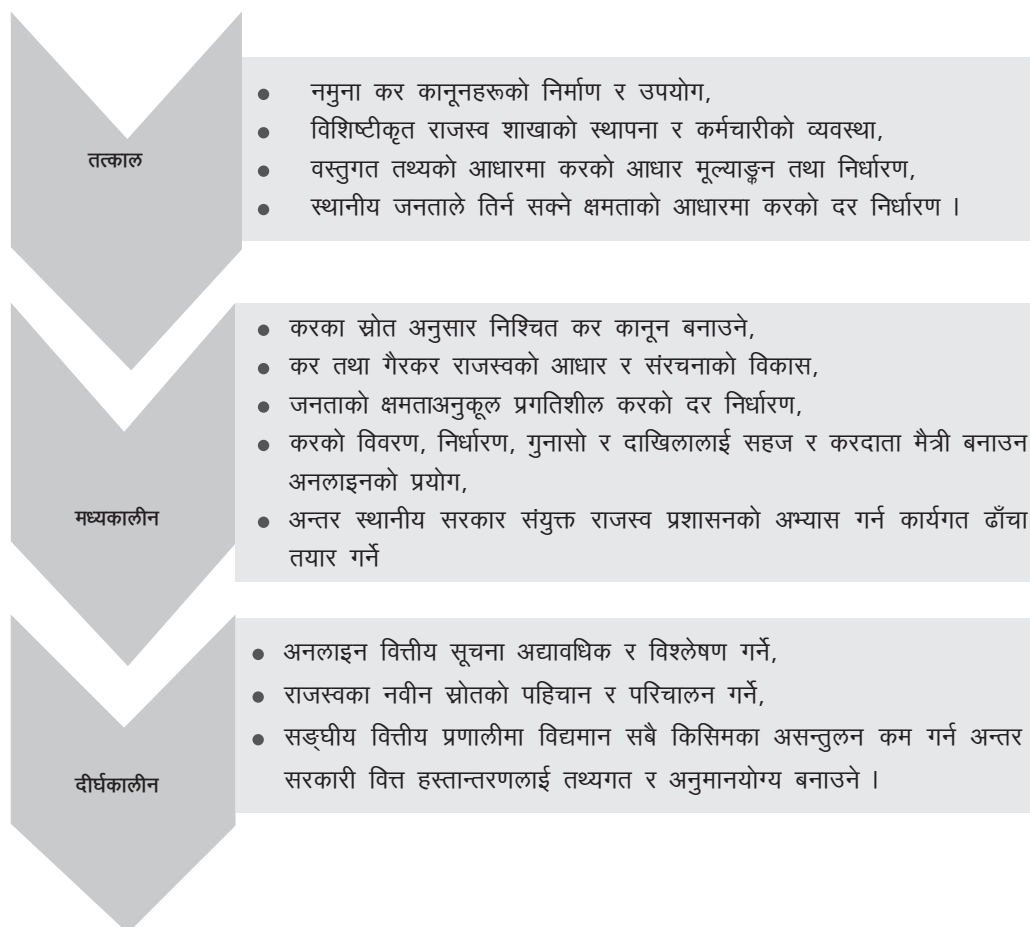 तत्काल
● नमुना कर कानूनहरूको निर्माण र उपयोग,
● विशिष्टीकृत राजस्व शाखाको स्थापना र कर्मचारीको व्यवस्था,
● वस्तुगत तथ्यको आधारमा करको आधार मूल्याङ्कन तथा निर्धारण,
● स्थानीय जनताले तिर्न सक्ने क्षमताको आधारमा करको दर निर्धारण ।
मध्यकालीन
● करका स्रोत अनुसार निश्चित कर कानून बनाउने,
● कर तथा गैरकर राजस्वको आधार र संरचनाको विकास,
● जनताको क्षमताअनुकूल प्रगतिशील करको दर निर्धारण,
● करको विवरण, निर्धारण, गुनासो र दाखिलालाई सहज र करदाता मैत्री बनाउन
अनलाइनको प्रयोग,
● अन्तर स्थानीय सरकार संयुक्त राजस्व प्रशासनको अभ्यास गर्न कार्यगत ढाँचा
तयार गर्ने
दीर्घकालीन
● अनलाइन वित्तीय सूचना अद्यावधिक र विश्लेषण गर्ने,
● राजस्वका नवीन स्रोतको पहिचान र परिचालन गर्ने,
● सङ्घीय वित्तीय प्रणालीमा विद्यमान सबै किसिमका असन्तुलन कम गर्न अन्तर
सरकारी वित्त हस्तान्तरणलाई तथ्यगत र अनुमानयोग्य बनाउने ।